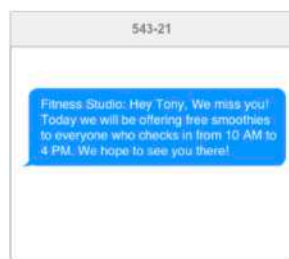 543-21
Fitness Studio: Hey Tony, We miss you!
Today we will be offering free smoothies
to everyone who checks in from 10 AM to
4 PM. We hope to see you there!